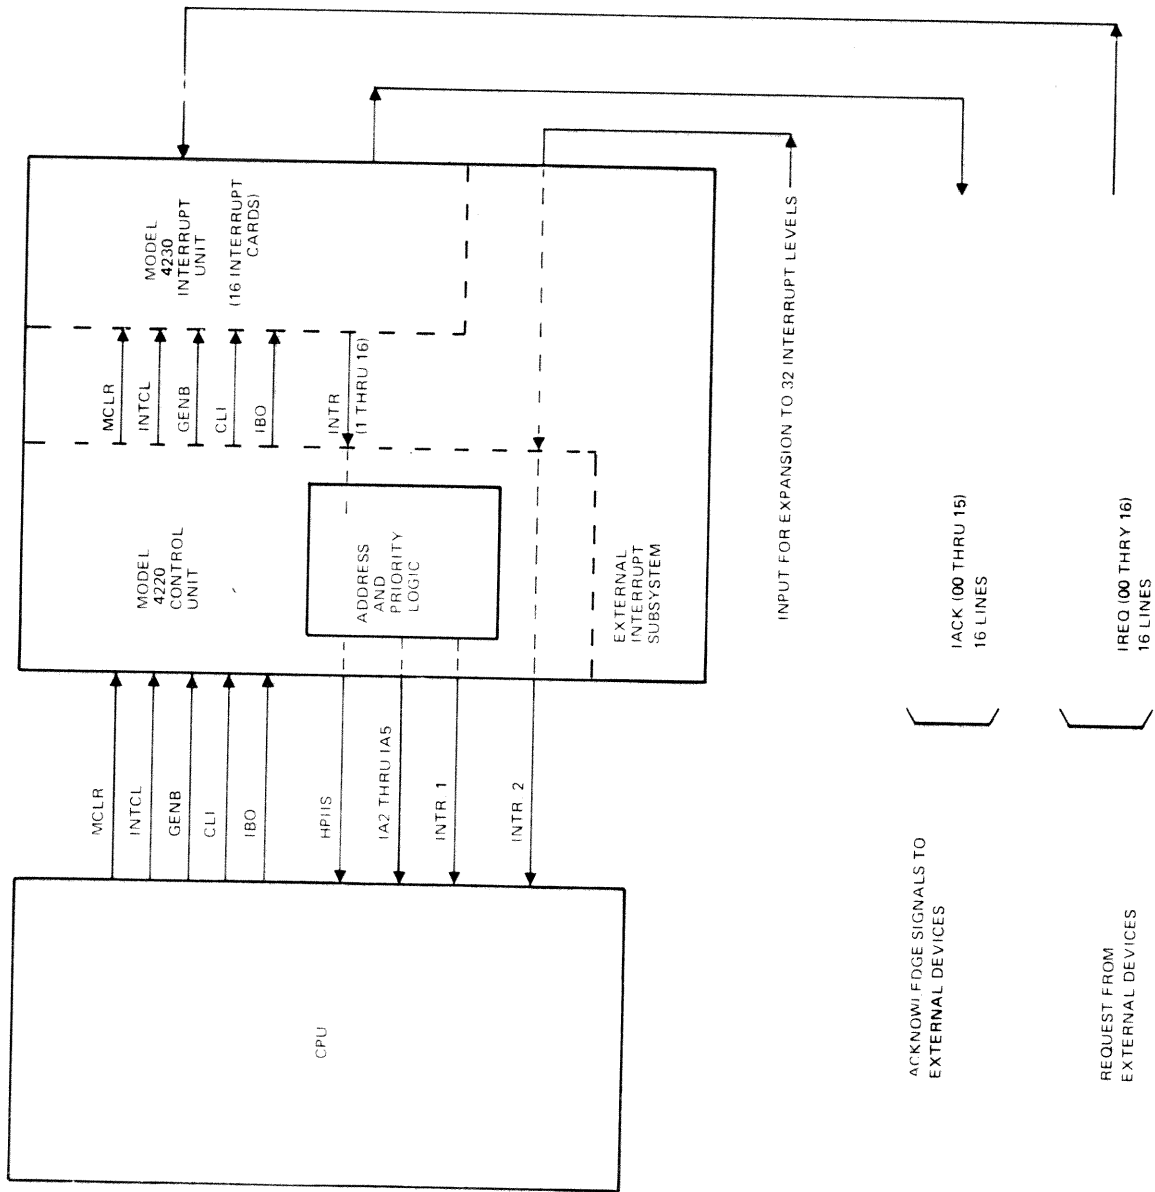 CPU
MCLR
INTCL
GENB
CLI
IBO
HPIIS
IA2 THRU IA5
INTR 1
INTR 2
MODEL
4220
CONTROL
UNIT
ADDRESS
AND
PRIORITY
LOGIC
EXTERNAL
INTERRUPT
SUBSYSTEM
MCLR
INTCL
GENB
CLI
IBO
INTR
(1 THRU 16)
MODEL
4230
INTERRUPT
UNIT
(16 INTERRUPT
CARDS)
INPUT FOR EXPANSION TO 32 INTERRUPT LEVELS
ACKNOWLEDGE SIGNALS TO
EXTERNAL DEVICES
IACK (00 THRU 15)
16 LINES
REQUEST FROM
EXTERNAL DEVICES
IREQ (00 THRY 16)
16 LINES